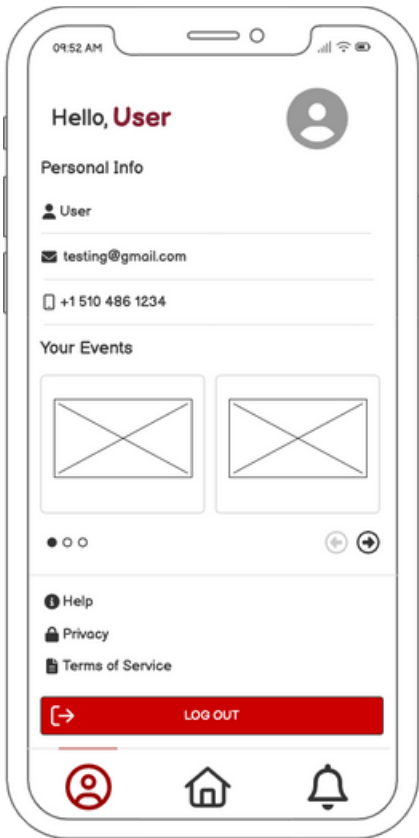 09:52 AM
Hello, User
Personal Info
User
testing@gmail.com
+1 510 486 1234
Your Events
Help
Privacy
Terms of Service
LOG OUT